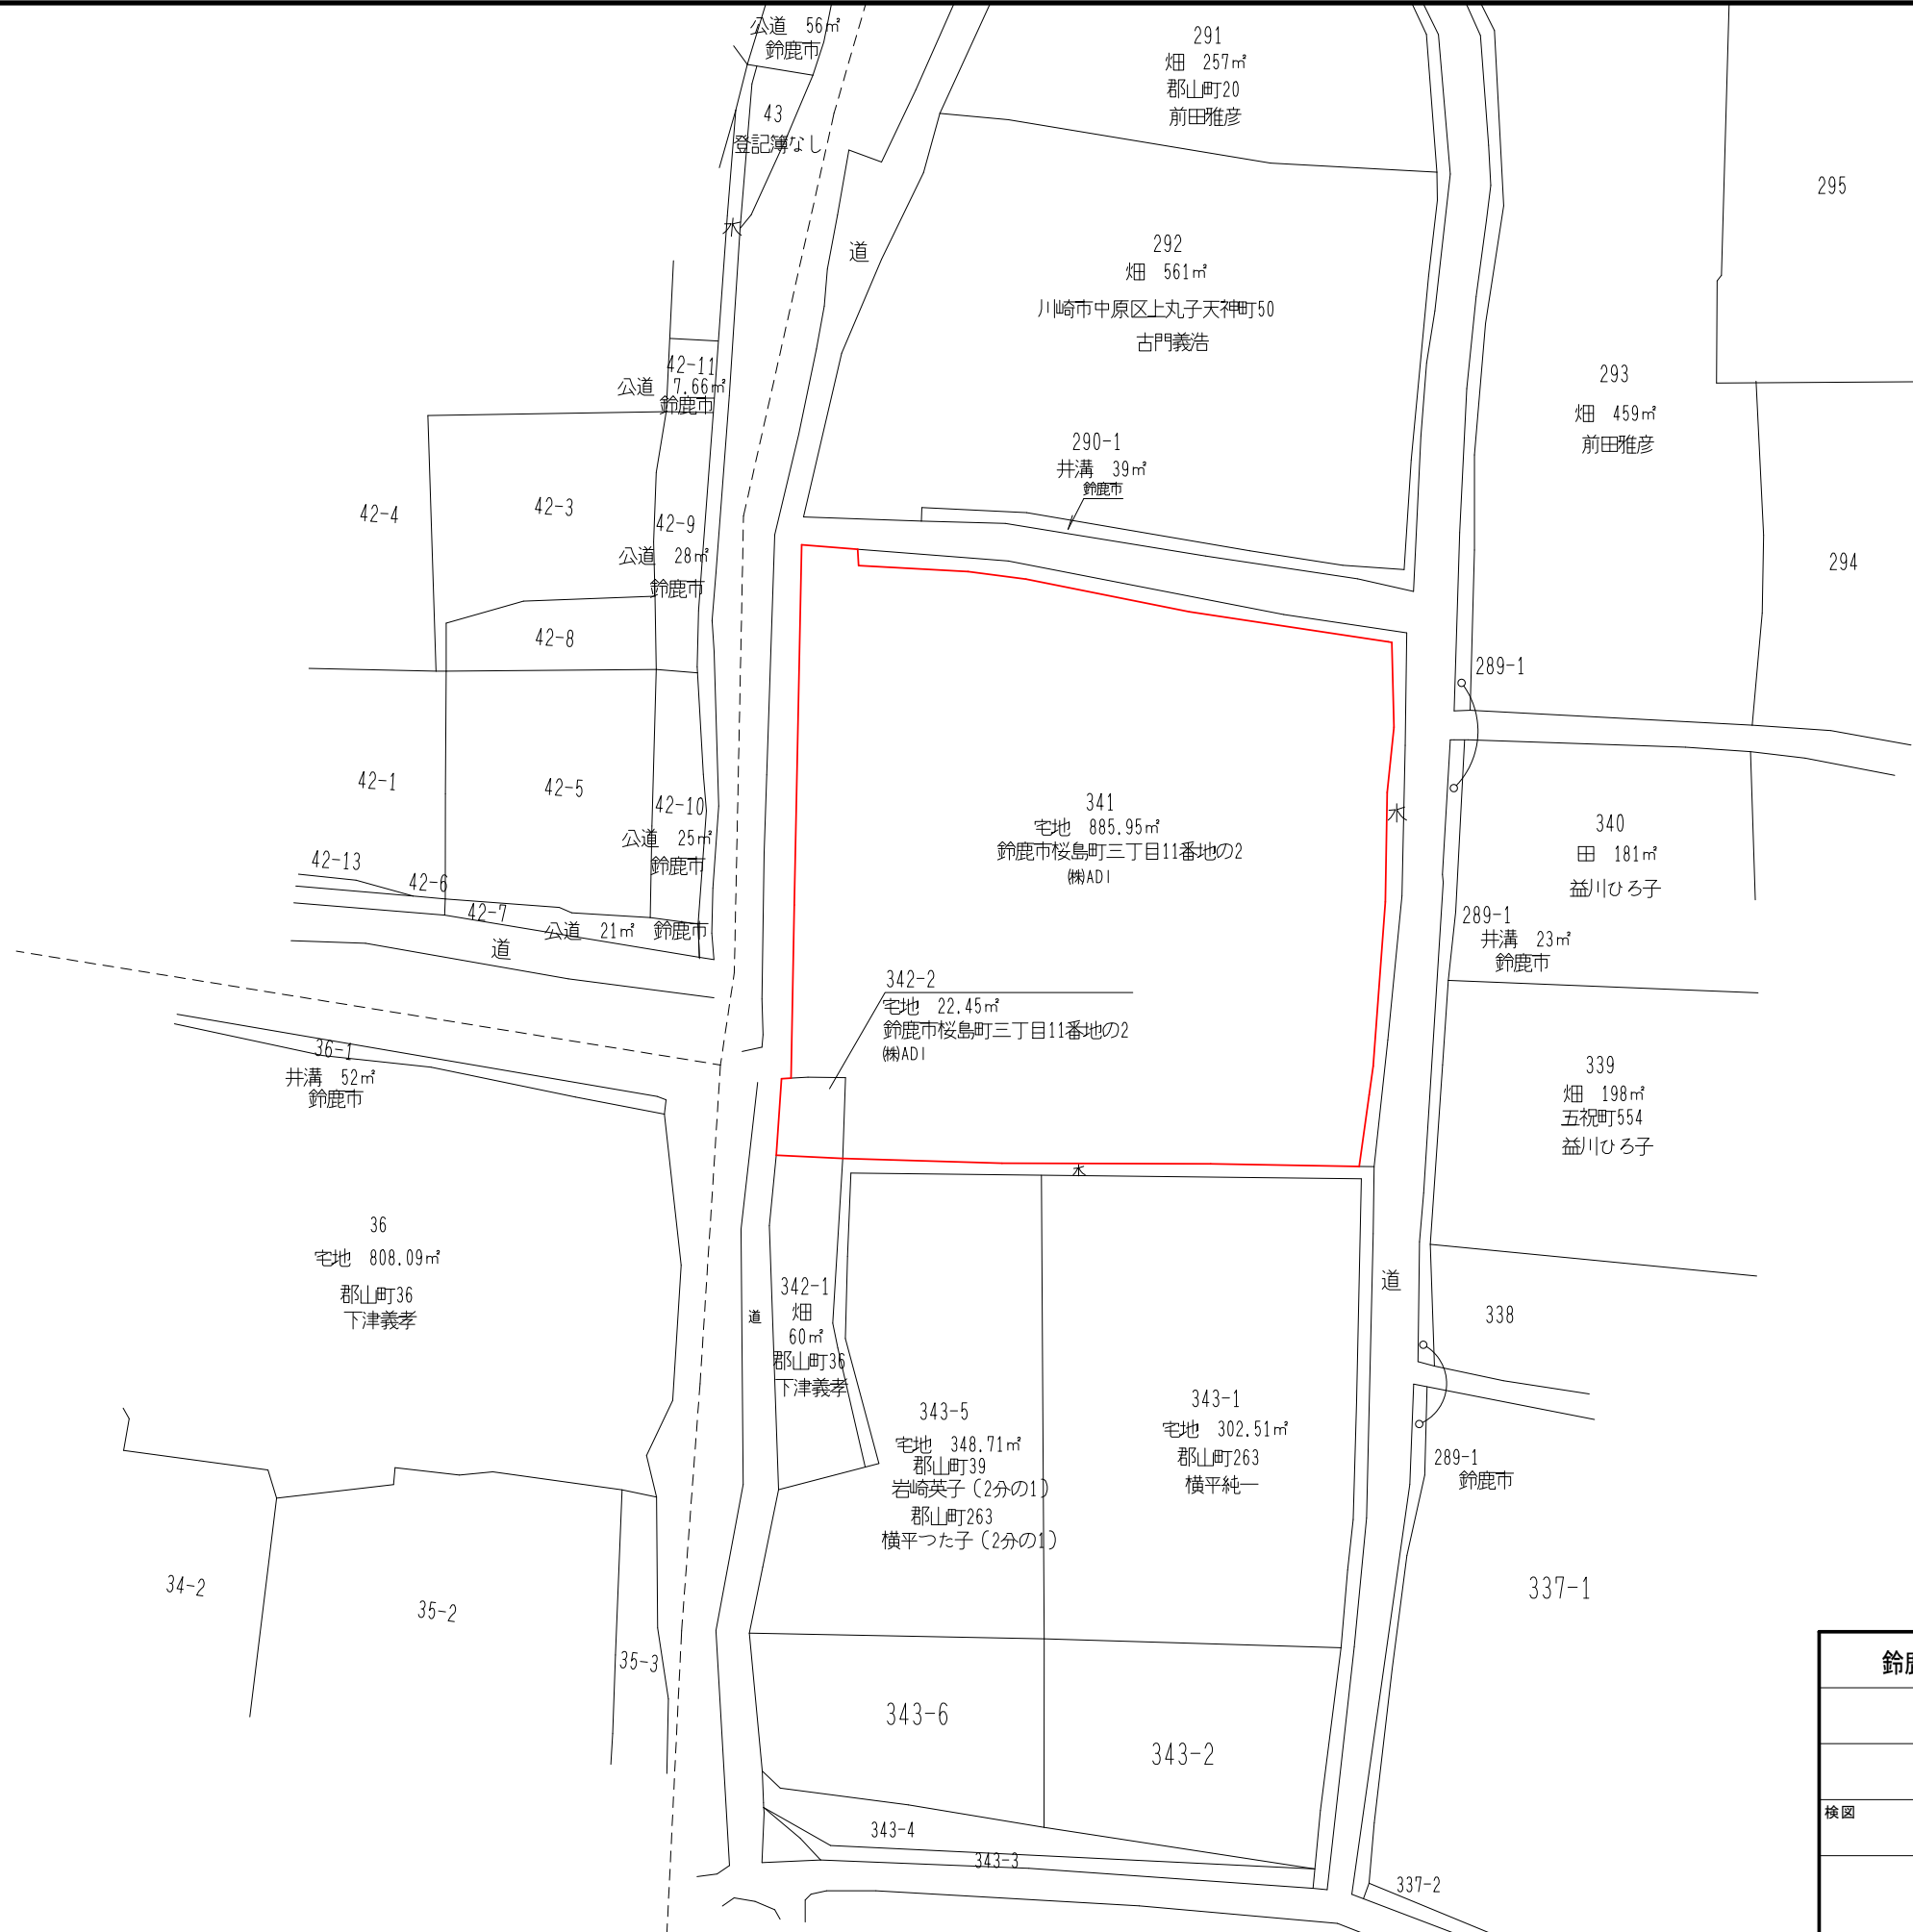 公道　56㎡
鈴鹿市
43
登記簿なし
水
道
291
畑　257㎡
郡山町20
前田雅彦
295
292
畑　561㎡
川崎市中原区上丸子天神町50
古門義浩
42-11
公道　7.66㎡
鈴鹿市
293
畑　459㎡
前田雅彦
290-1
井溝　39㎡
鈴鹿市
42-4
42-3
42-9
公道　28㎡
鈴鹿市
294
42-8
289-1
42-1
42-5
42-10
公道　25㎡
鈴鹿市
341
宅地　885.95㎡
鈴鹿市桜島町三丁目11番地の2
㈱ADI
水
340
田　181㎡
益川ひろ子
42-13
42-6
42-7
公道　21㎡　鈴鹿市
道
289-1
井溝　23㎡
鈴鹿市
342-2
宅地　22.45㎡
鈴鹿市桜島町三丁目11番地の2
㈱ADI
36-1
井溝　52㎡
鈴鹿市
339
畑　198㎡
五祝町554
益川ひろ子
水
36
宅地　808.09㎡
郡山町36
下津義孝
道
342-1
畑
60㎡
郡山町36
下津義孝
道
338
343-5
宅地　348.71㎡
郡山町39
岩崎英子（2分の1）
郡山町263
横平つた子（2分の1）
343-1
宅地　302.51㎡
郡山町263
横平純一
289-1
鈴鹿市
34-2
35-2
35-3
337-1
343-6
343-2
鈴鹿
検図
343-4
343-3
337-2